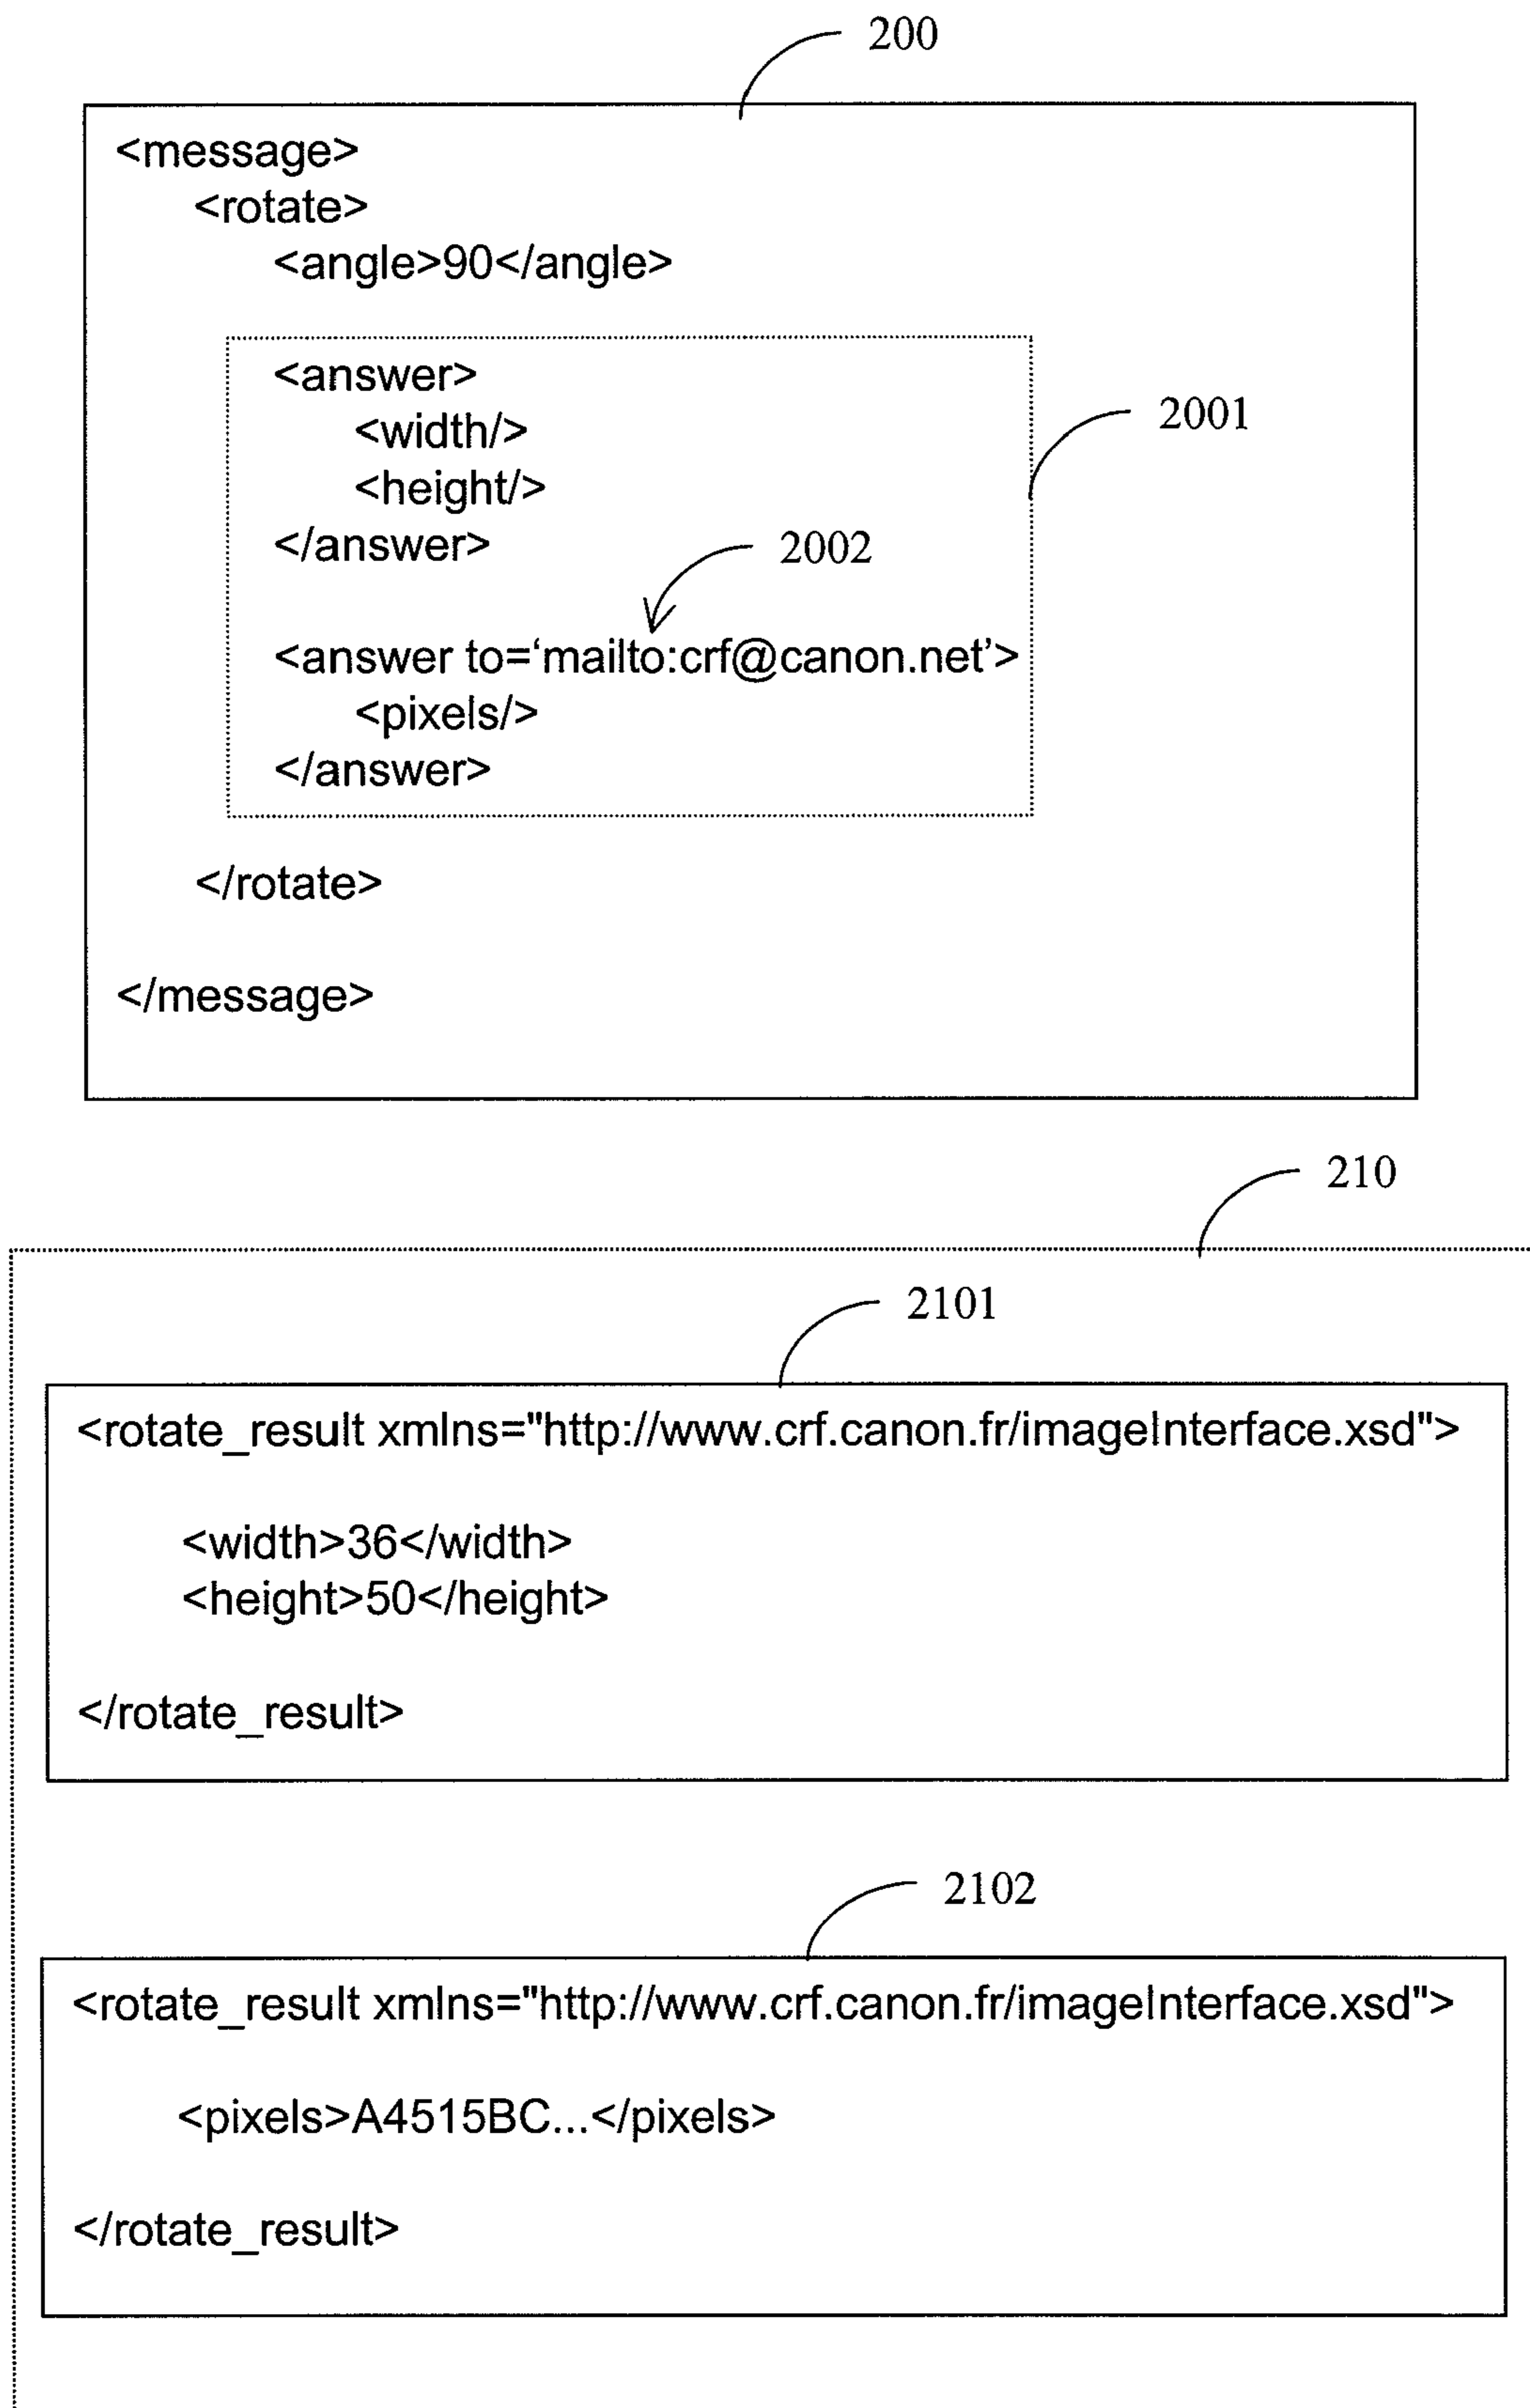 200
<message>
<rotate>
<angle>90</angle>
<answer>
<width/>
<height/>
</answer>
2001
2002
<answer to=‘mailto:crf@canon.net’>
<pixels/>
</answer>
</rotate>
</message>
210
2101
<rotate_result xmlns="http://www.crf.canon.fr/imageInterface.xsd">
<width>36</width>
<height>50</height>
</rotate_result>
2102
<rotate_result xmlns="http://www.crf.canon.fr/imageInterface.xsd">
<pixels>A4515BC...</pixels>
</rotate_result>